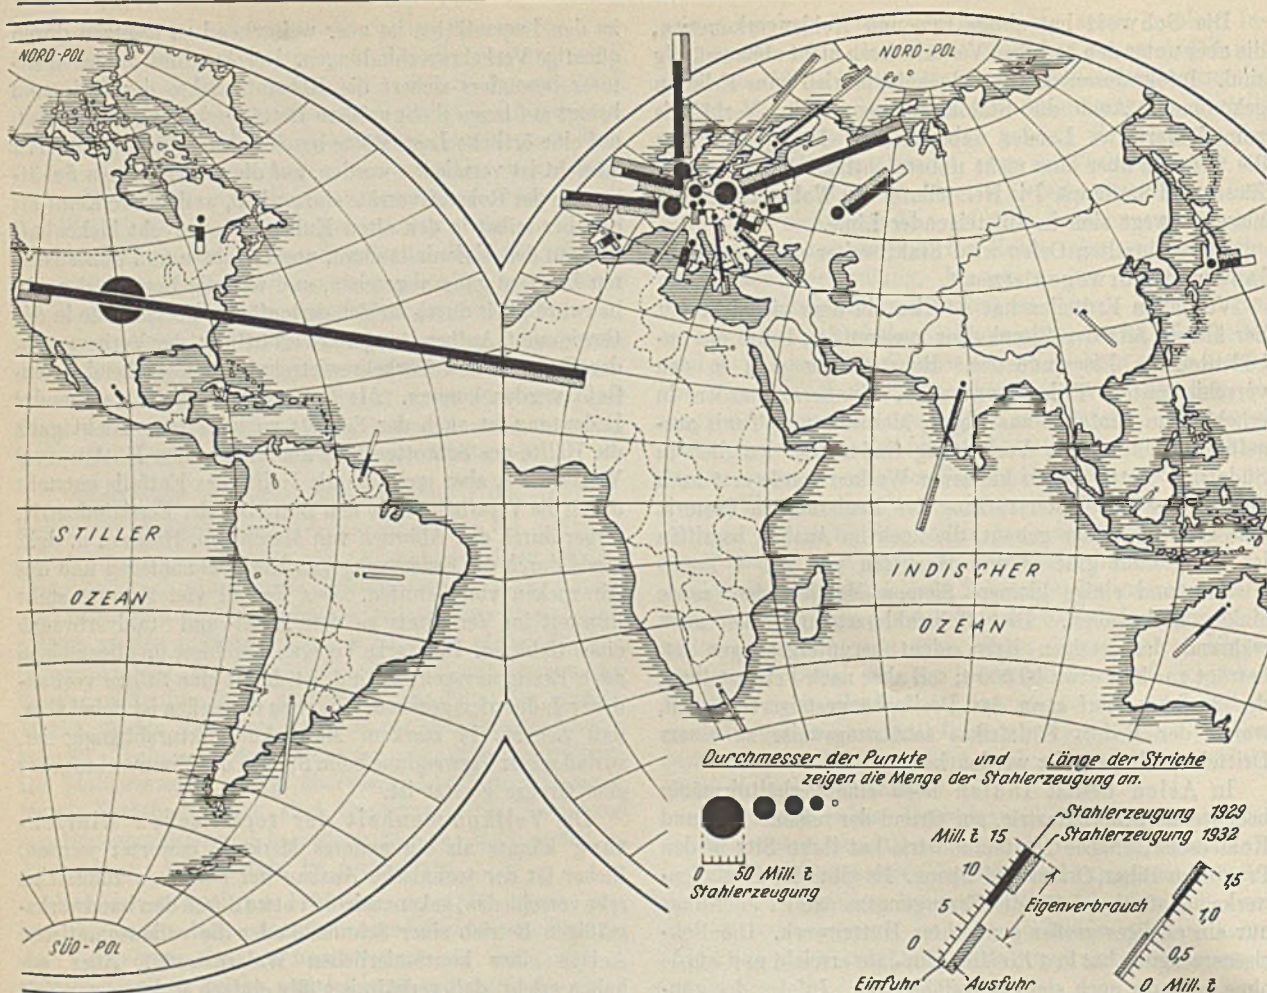 NORD-POL
NORD-POL
60°
STILLER
OZEAN
INDISCHER
OZEAN
SÜD-POL
Durchmesser der Punkte und Länge der Striche
zeigen die Menge der Stahlerzeugung an.
0 50 Mill. t
Stahlerzeugung
Stahlerzeugung 1929
Stahlerzeugung 1932
Mill. t 15
10
5
0
Eigenverbrauch
Einfuhr Ausfuhr
1,5
1,0
0,5
0 Mill. t